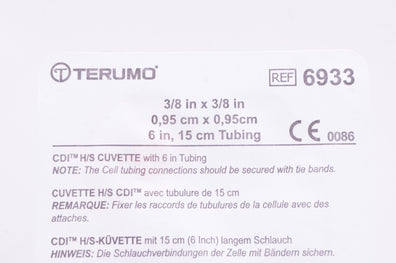 TERUMO®
REF 6933
3/8 in x 3/8 in
0,95 cm x 0,95cm
6 in, 15 cm Tubing
CE 0086
CDI™ H/S CUVETTE with 6 in Tubing
NOTE: The Cell tubing connections should be secured with tie bands.
CUVETTE H/S CDI™ avec tubulure de 15 cm
REMARQUE: Fixer les raccords de tubulures de la cellule avec des
attaches.
CDI™ H/S-KÜVETTE mit 15 cm (6 Inch) langem Schlauch
HINWEIS: Die Schlauchverbindungen der Zelle mit Bändern sichern.